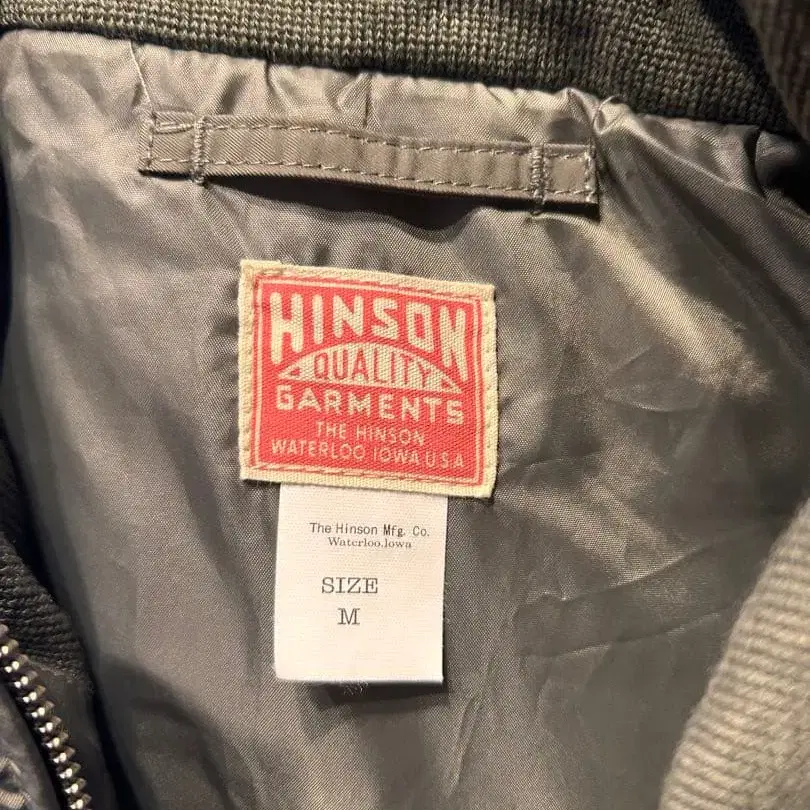 HINSON
QUALITY
GARMENTS
THE HINSON
WATERLOO IOWA U.S.A
The Hinson Mfg. Co.
Waterloo.Iowa
SIZE
M